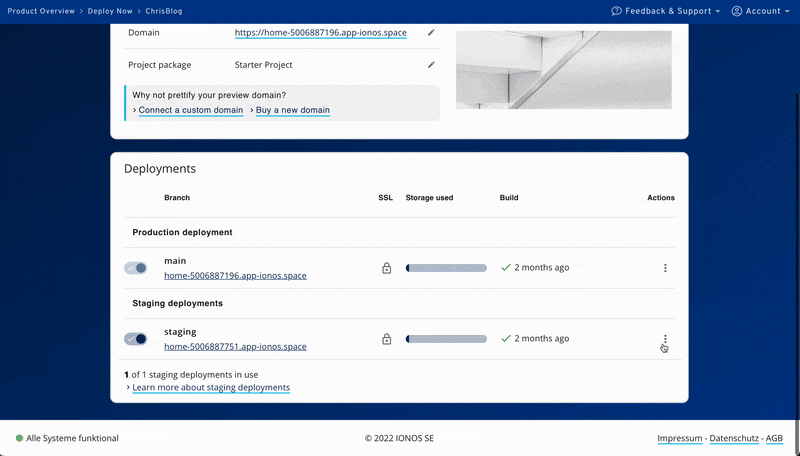 Product Overview > Deploy Now > ChrisBlog
Feedback & Support
Account
Domain
https://home-5006887196.app-ionos.space
Project package
Starter Project
Why not prettify your preview domain?
› Connect a custom domain › Buy a new domain
Deployments
Branch SSL Storage used Build Actions
Production deployment
main
home-5006887196.app-ionos.space
2 months ago
Staging deployments
staging
home-5006887751.app-ionos.space
2 months ago
1 of 1 staging deployments in use
› Learn more about staging deployments
Alle Systeme funktional
© 2022 IONOS SE
Impressum - Datenschutz - AGB